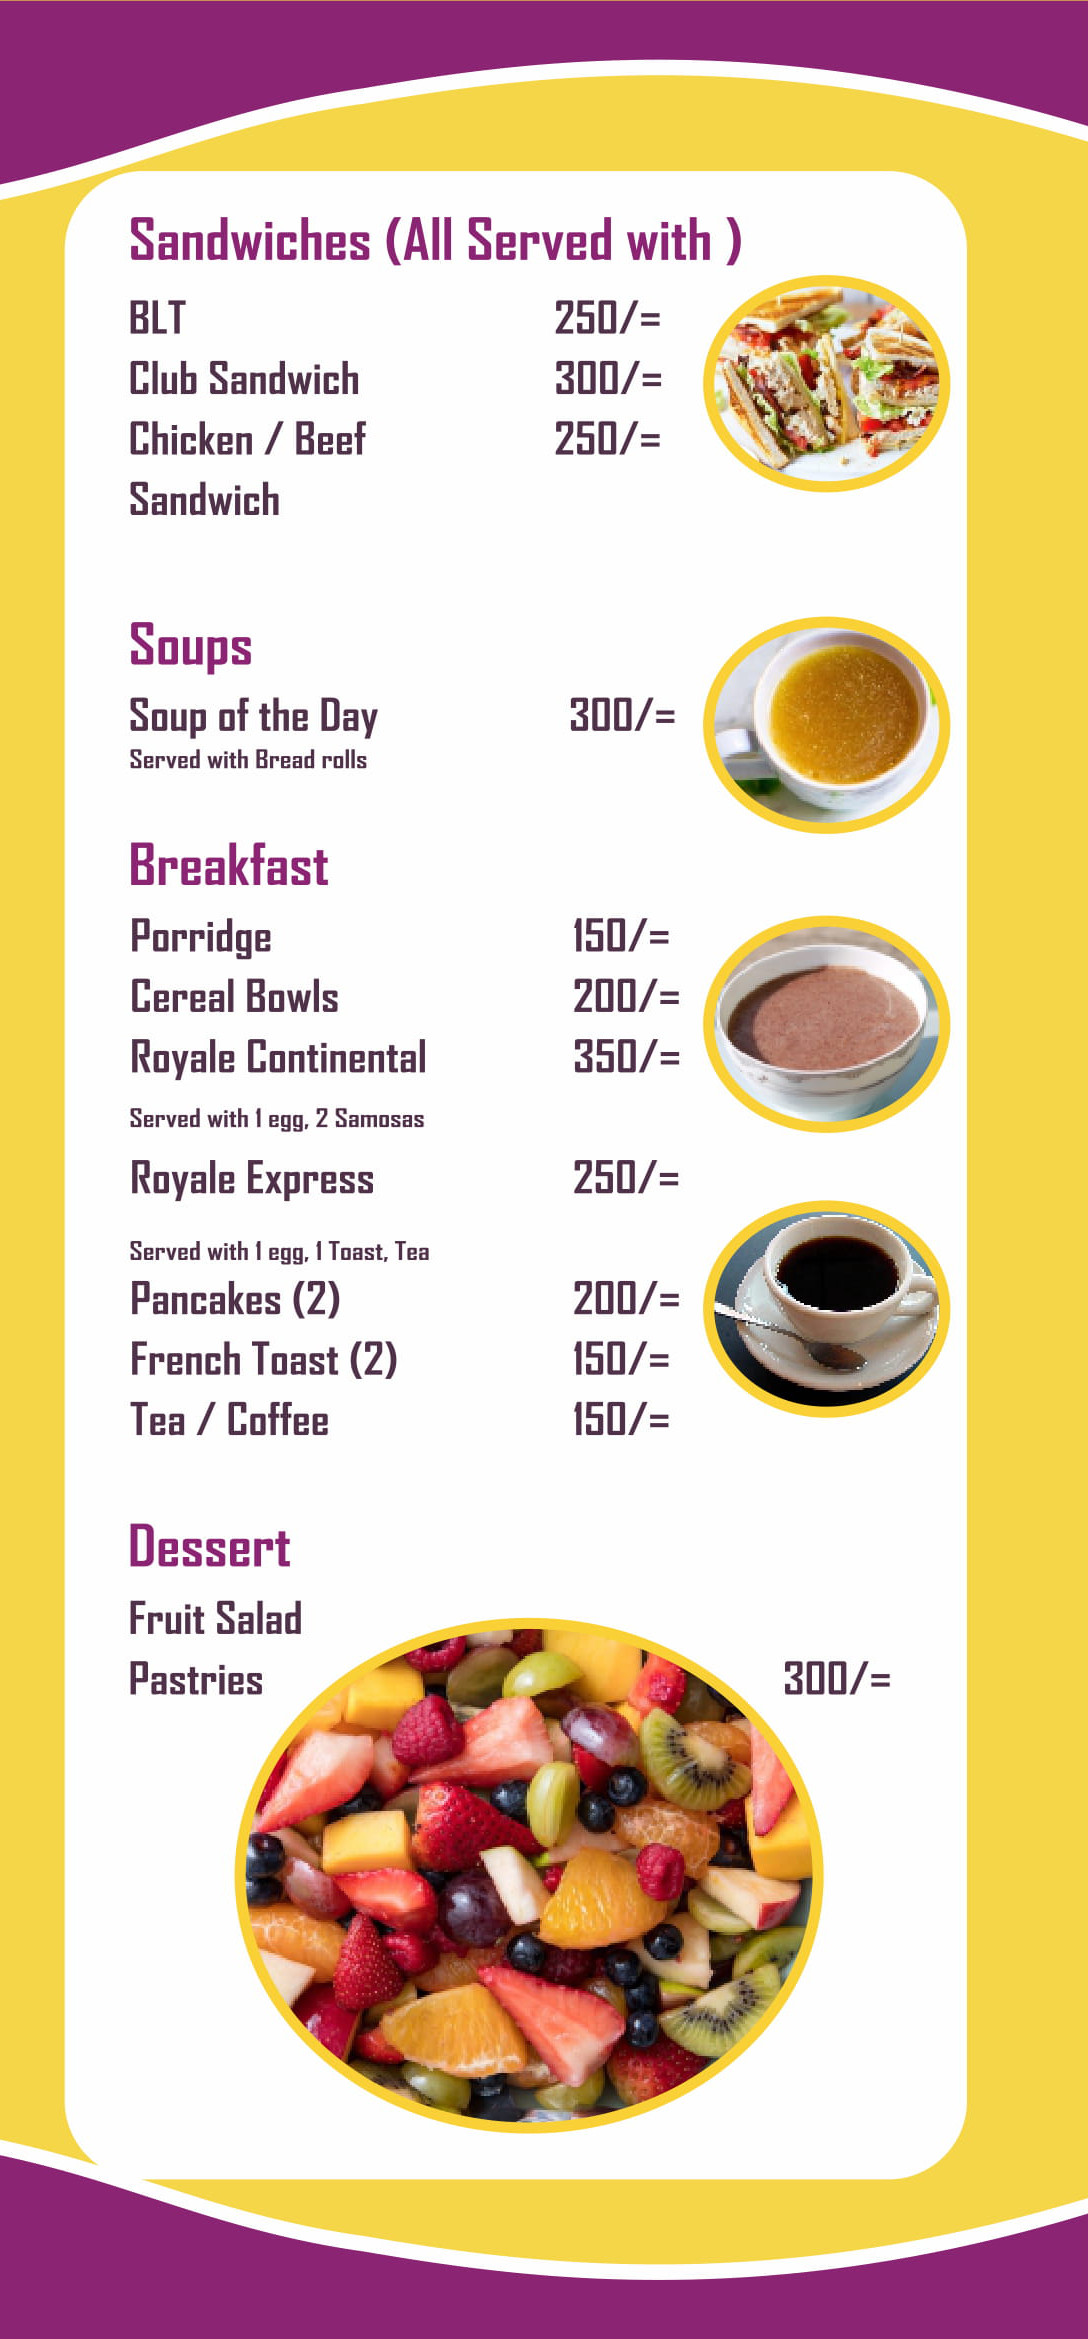 Sandwiches (All Served with )
BLT 250/=
Club Sandwich 300/=
Chicken / Beef 250/=
Sandwich
Soups
Soup of the Day 300/=
Served with Bread rolls
Breakfast
Porridge 150/=
Cereal Bowls 200/=
Royale Continental 350/=
Served with 1 egg, 2 Samosas
Royale Express 250/=
Served with 1 egg, 1 Toast, Tea
Pancakes (2) 200/=
French Toast (2) 150/=
Tea / Coffee 150/=
Dessert
Fruit Salad
Pastries 300/=